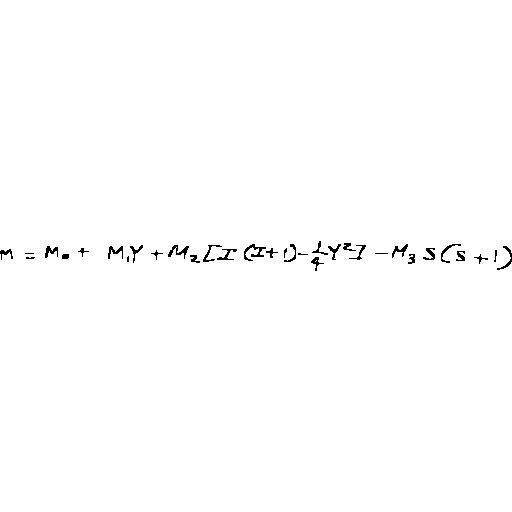 M = M₀ + M₁Y + M₂[I(I+1)-¼Y²] - M₃S(S+1)